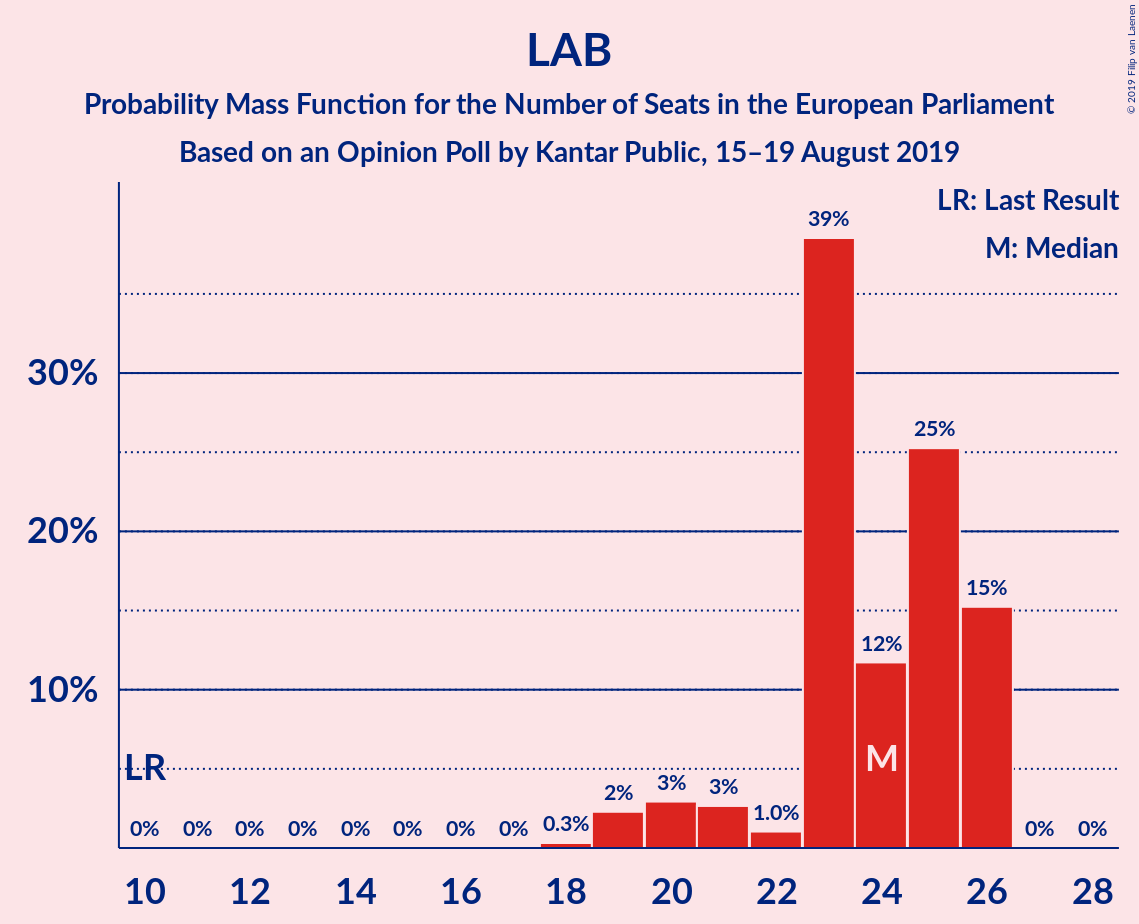 LAB
Probability Mass Function for the Number of Seats in the European Parliament
Based on an Opinion Poll by Kantar Public, 15–19 August 2019
© 2019 Filip van Laenen
LR: Last Result
M: Median
39%
30%
25%
20%
15%
12%
10%
M
LR
0% 0% 0% 0% 0% 0% 0% 0% 0.3% 2% 3% 3% 1.0% 0% 0%
10 12 14 16 18 20 22 24 26 28